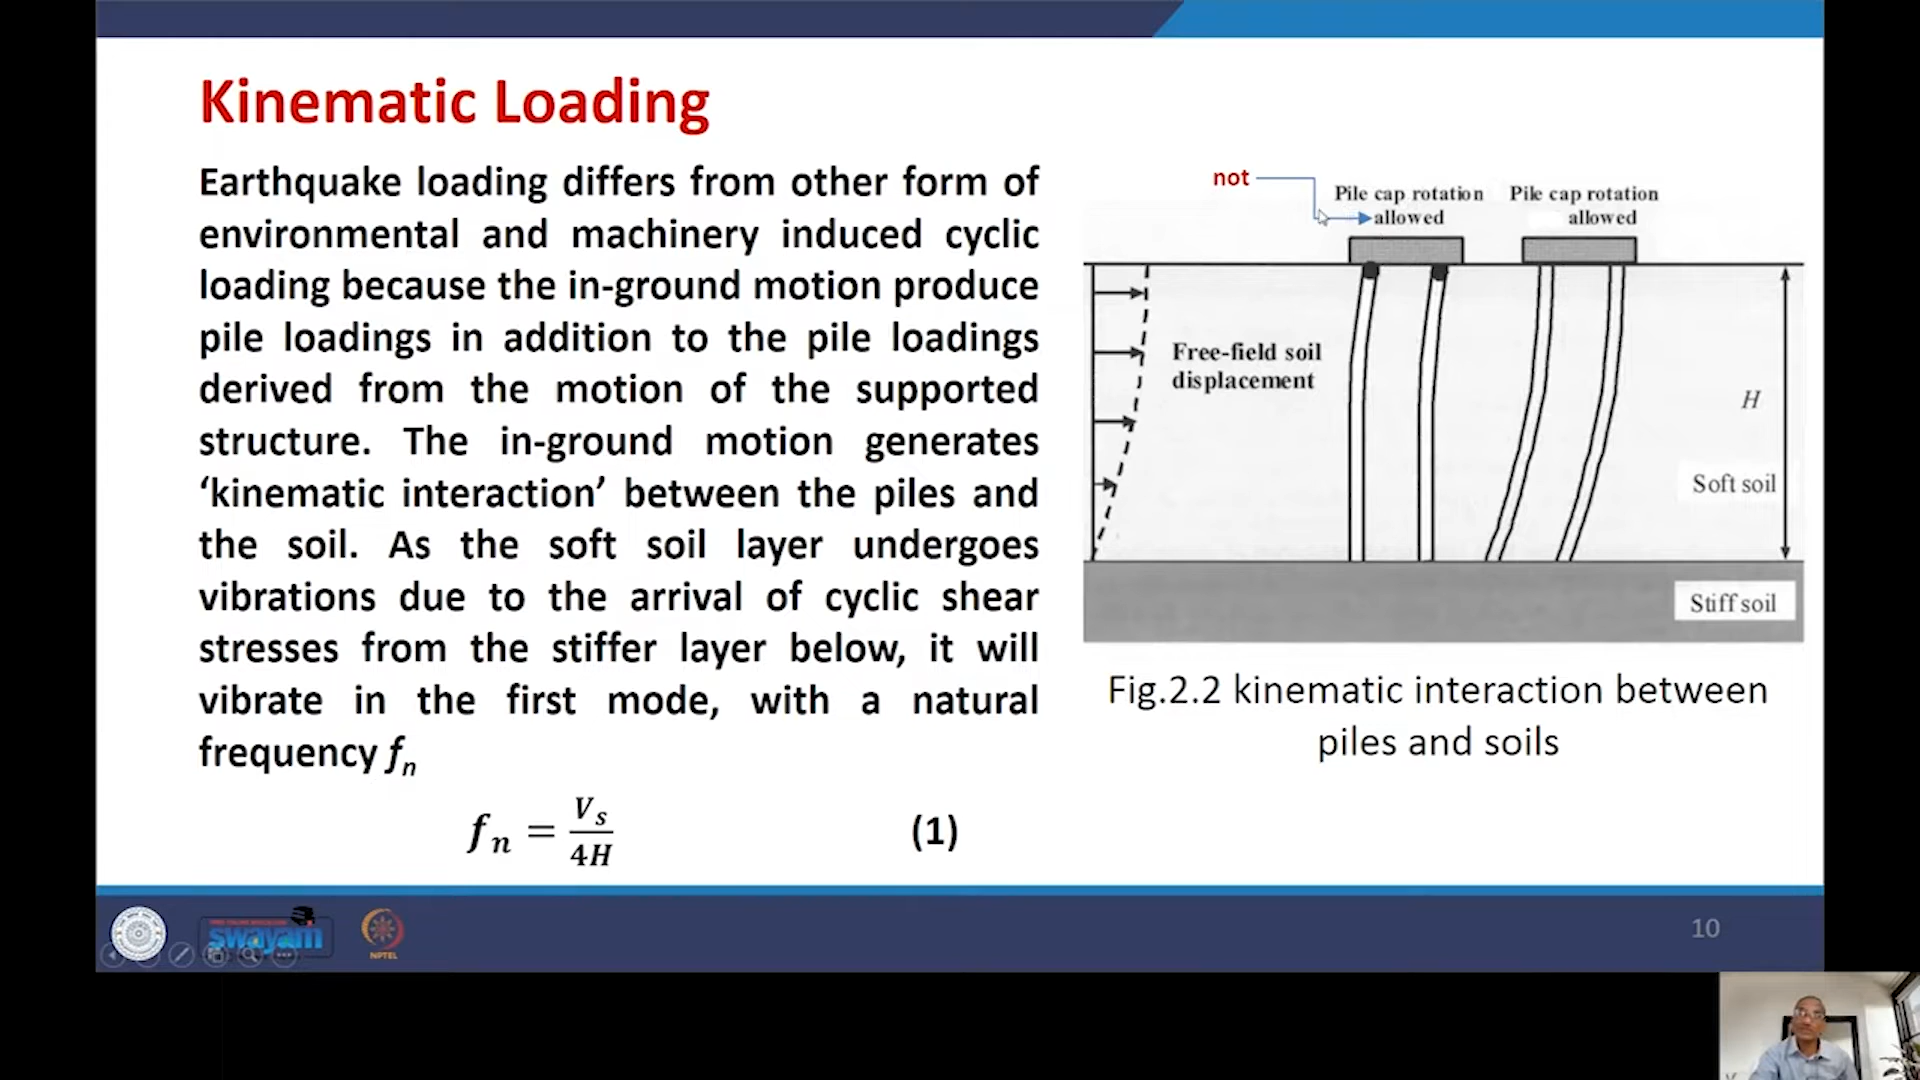 Kinematic Loading
Earthquake loading differs from other form of
environmental and machinery induced cyclic
loading because the in-ground motion produce
pile loadings in addition to the pile loadings
derived from the motion of the supported
structure. The in-ground motion generates
‘kinematic interaction’ between the piles and
the soil. As the soft soil layer undergoes
vibrations due to the arrival of cyclic shear
stresses from the stiffer layer below, it will
vibrate in the first mode, with a natural
frequency fn
fn = Vs/4H (1)
not
Pile cap rotation
allowed
Pile cap rotation
allowed
Free-field soil
displacement
H
Soft soil
Stiff soil
Fig.2.2 kinematic interaction between
piles and soils
swayam
NPTEL
10